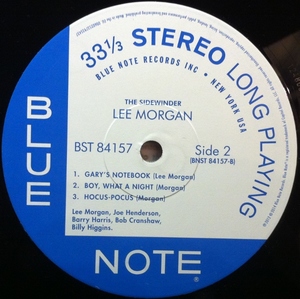 33 1/3 STEREO LONG PLAYING
BLUE NOTE RECORDS INC • NEW YORK USA
THE SIDEWINDER
LEE MORGAN
BST 84157
Side 2
(BNST 84157-B)
1. GARY'S NOTEBOOK (Lee Morgan)
2. BOY, WHAT A NIGHT (Morgan)
3. HOCUS-POCUS (Morgan)
Lee Morgan, Joe Henderson,
Barry Harris, Bob Cranshaw,
Billy Higgins.
BLUE
NOTE®